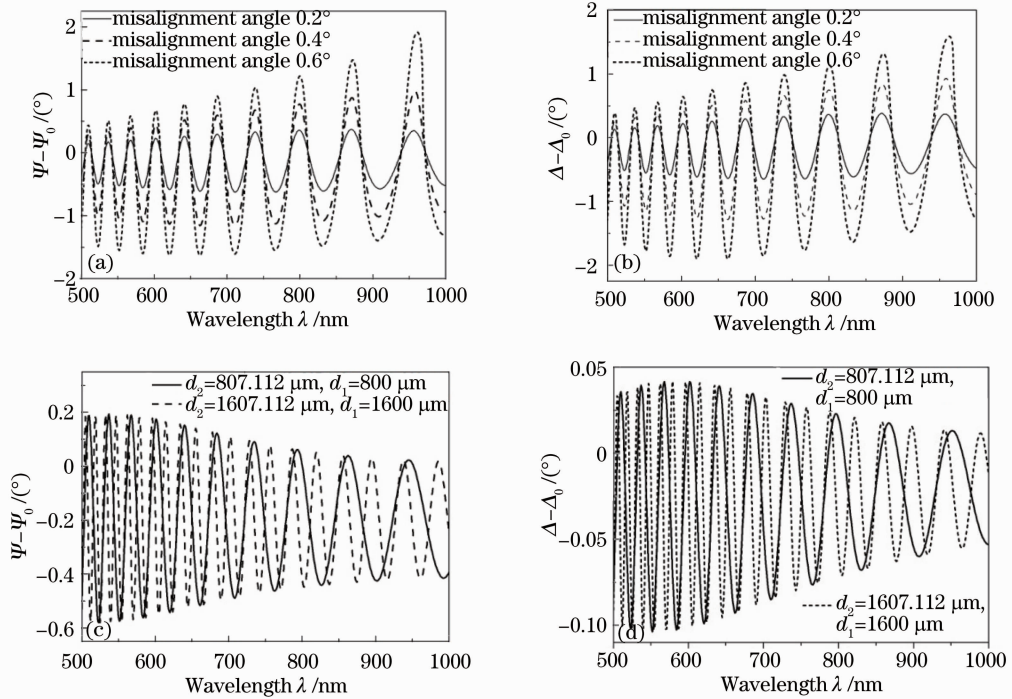 misalignment angle 0.2°
misalignment angle 0.4°
misalignment angle 0.6°
2
1
0
−1
−2
Ψ−Ψ₀/(°)
(a)
500 600 700 800 900 1000
Wavelength λ/nm
misalignment angle 0.2°
misalignment angle 0.4°
misalignment angle 0.6°
2
1
0
−1
−2
Δ−Δ₀/(°)
(b)
500 600 700 800 900 1000
Wavelength λ/nm
d₂=807.112 μm, d₁=800 μm
d₂=1607.112 μm, d₁=1600 μm
0.2
0
−0.2
−0.4
−0.6
Ψ−Ψ₀/(°)
(c)
500 600 700 800 900 1000
Wavelength λ/nm
d₂=807.112 μm,
d₁=800 μm
0.05
0
−0.05
−0.10
Δ−Δ₀/(°)
d₂=1607.112 μm,
d₁=1600 μm
(d)
500 600 700 800 900 1000
Wavelength λ/nm